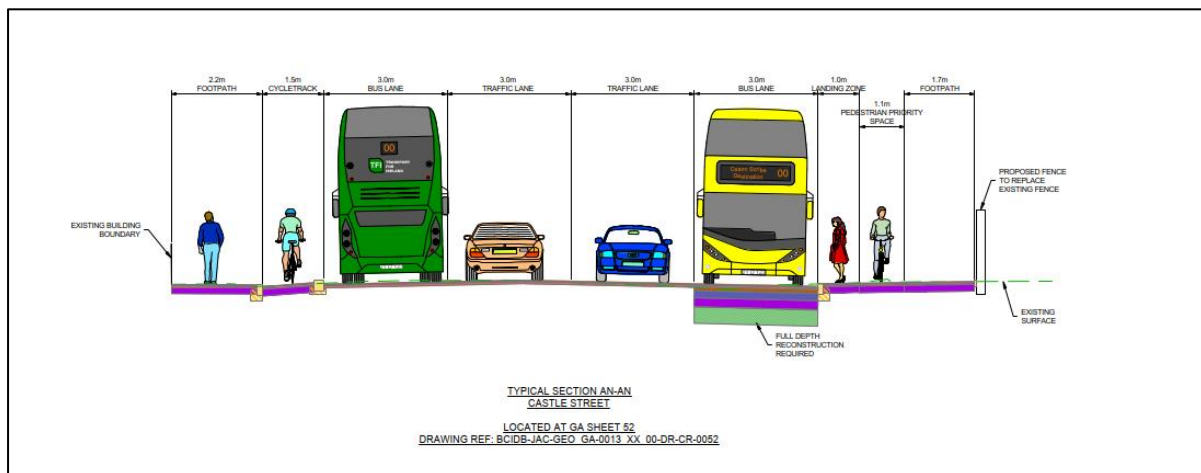 2.2m
FOOTPATH
1.5m
CYCLETRACK
3.0m
BUS LANE
3.0m
TRAFFIC LANE
3.0m
TRAFFIC LANE
3.0m
BUS LANE
1.0m
LANDING ZONE
1.1m
PEDESTRIAN PRIORITY
SPACE
1.7m
FOOTPATH
00
TFI
TRANSPORT
FOR
IRELAND
00
PROPOSED FENCE
TO REPLACE
EXISTING FENCE
EXISTING BUILDING
BOUNDARY
EXISTING
SURFACE
FULL DEPTH
RECONSTRUCTION
REQUIRED
TYPICAL SECTION AN-AN
CASTLE STREET
LOCATED AT GA SHEET 52
DRAWING REF: BCIDB-JAC-GEO_GA-0013_XX_00-DR-CR-0052